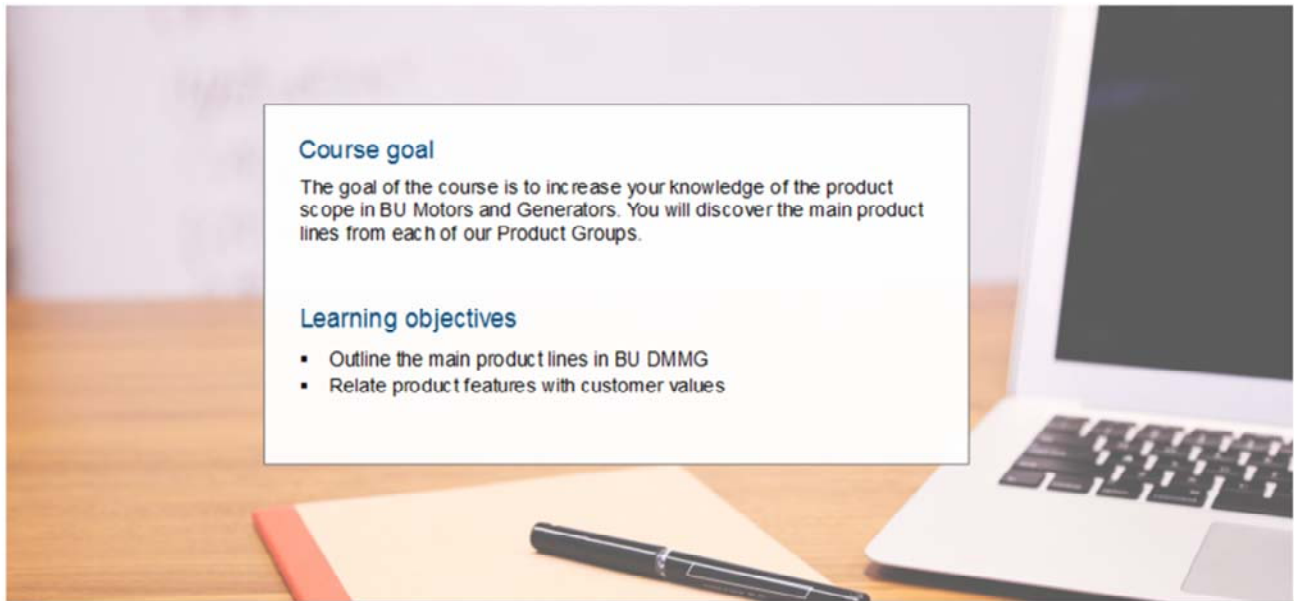 Course goal
The goal of the course is to increase your knowledge of the product
scope in BU Motors and Generators. You will discover the main product
lines from each of our Product Groups.
Learning objectives
▪ Outline the main product lines in BU DMMG
▪ Relate product features with customer values